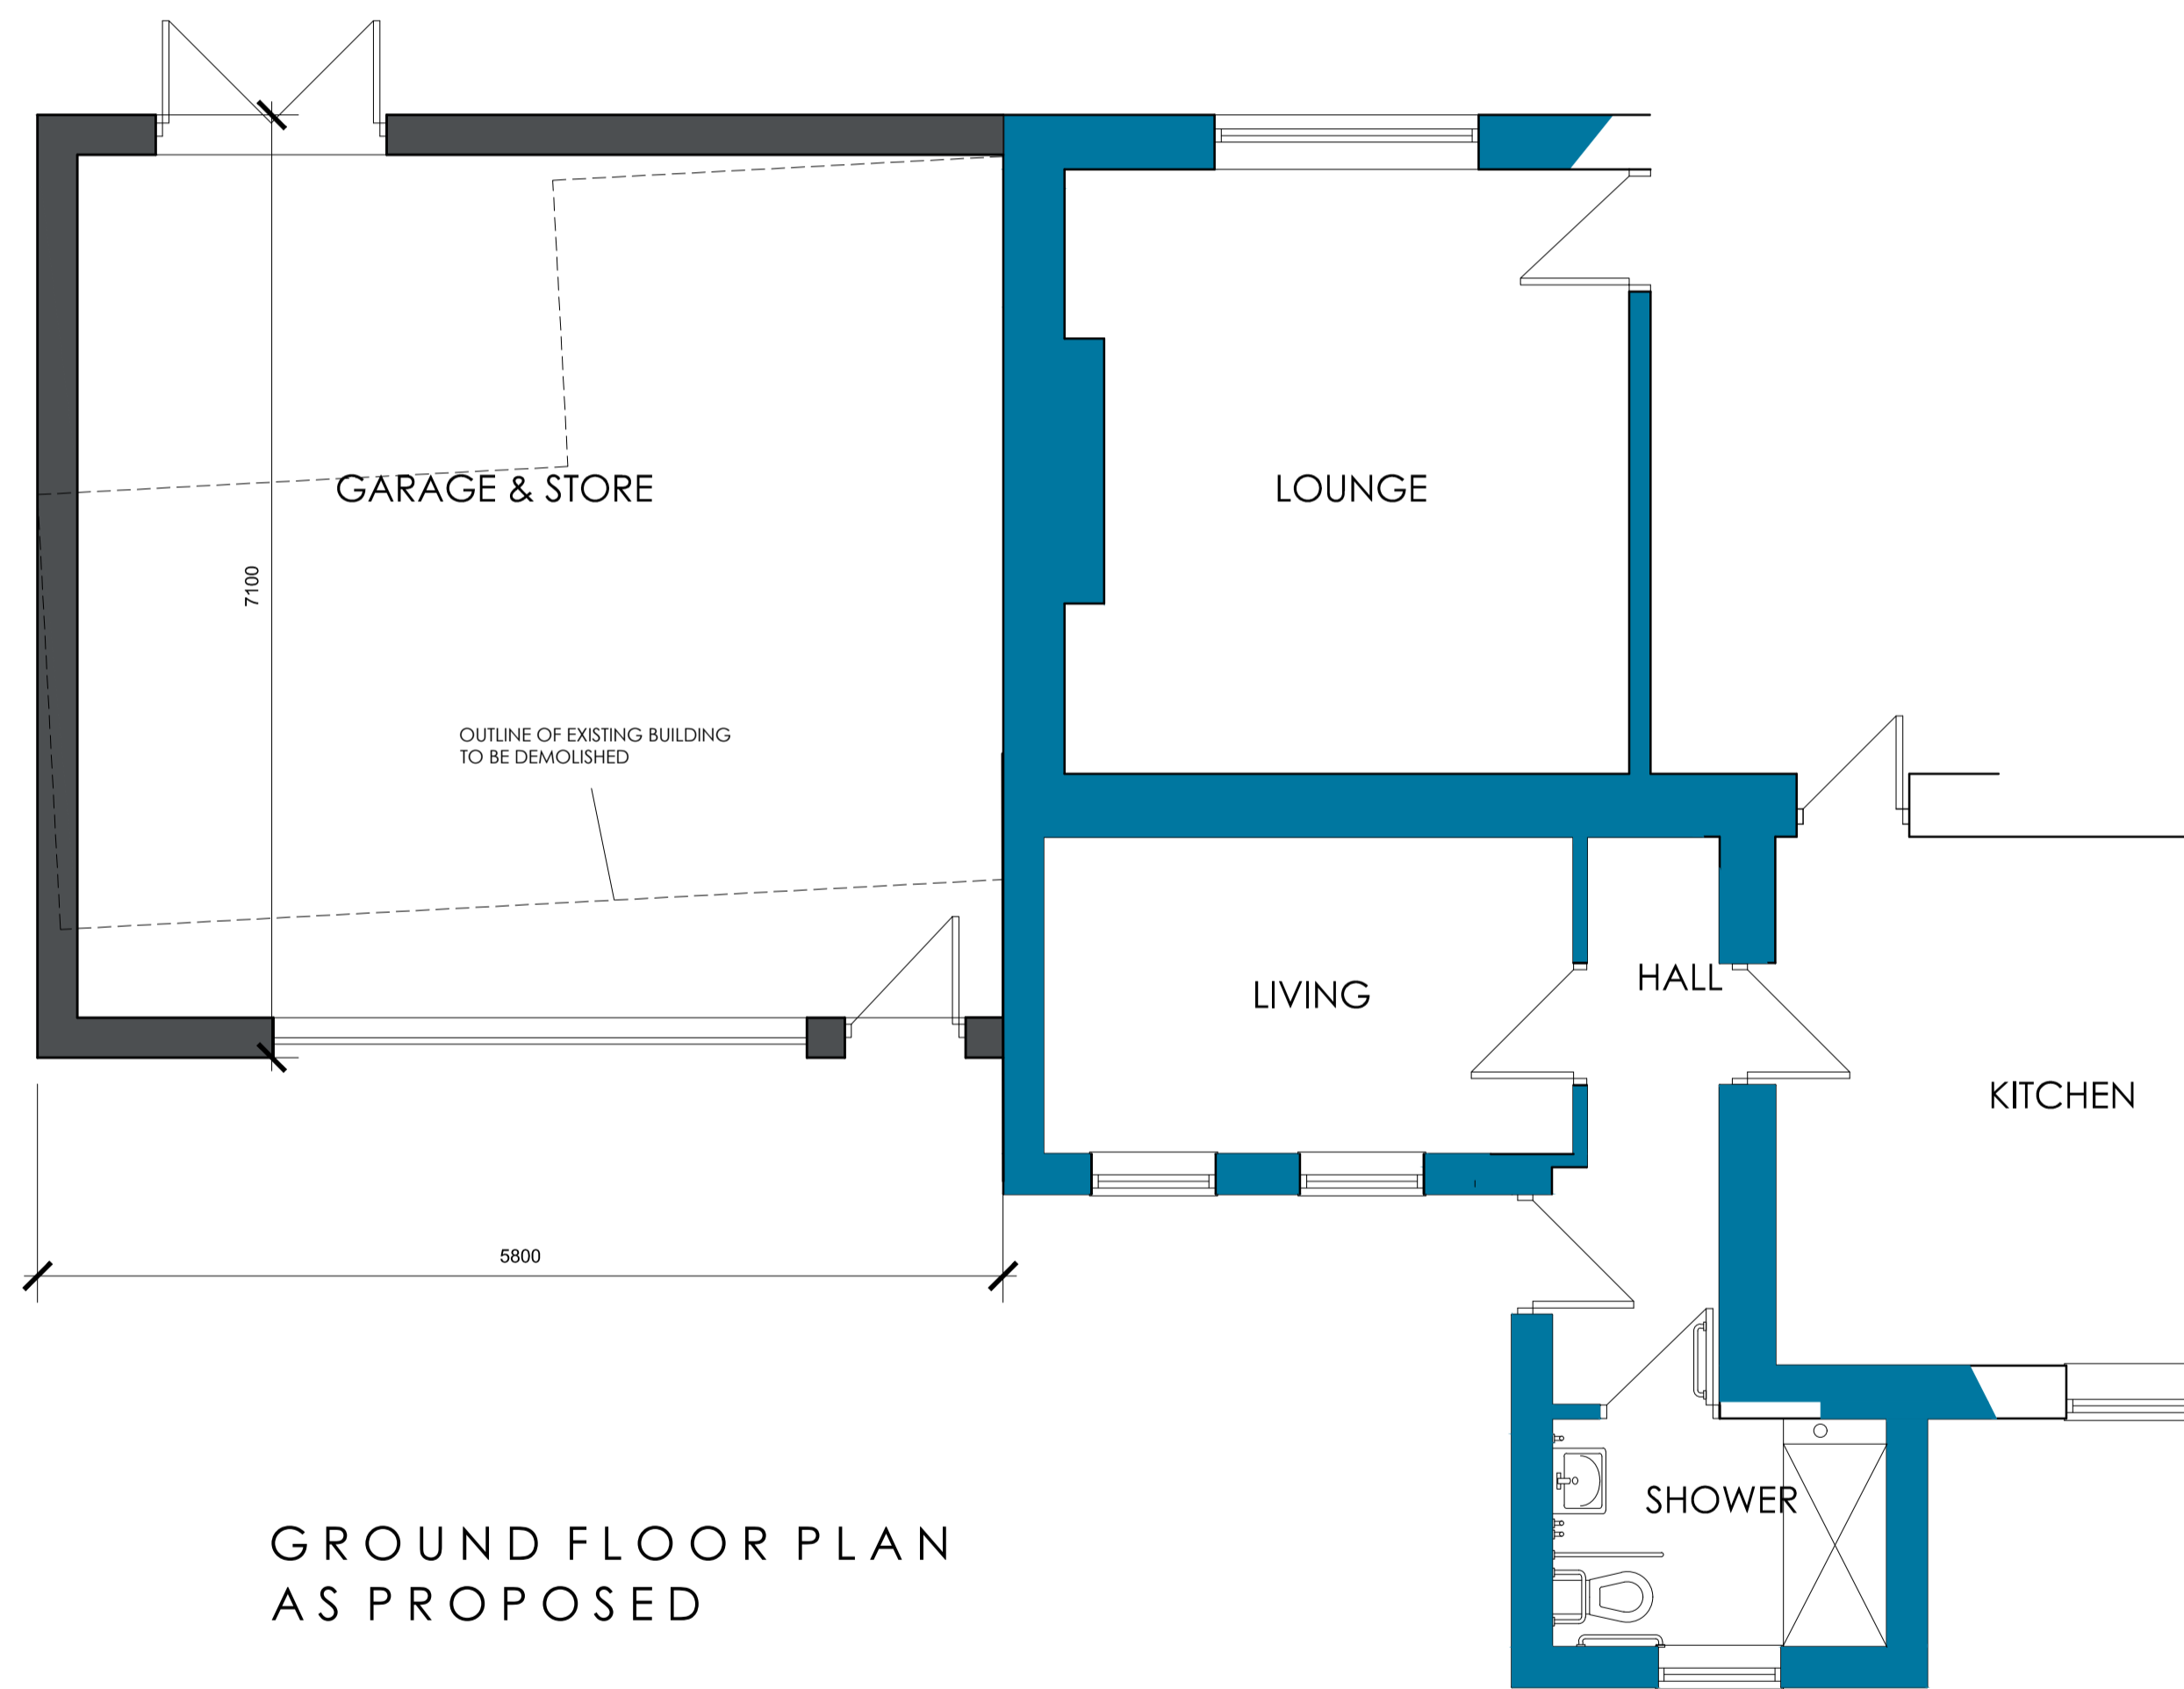 GARAGE & STORE
LOUNGE
7100
OUTLINE OF EXISTING BUILDING
TO BE DEMOLISHED
LIVING
HALL
KITCHEN
5800
SHOWER
GROUND FLOOR PLAN
AS PROPOSED